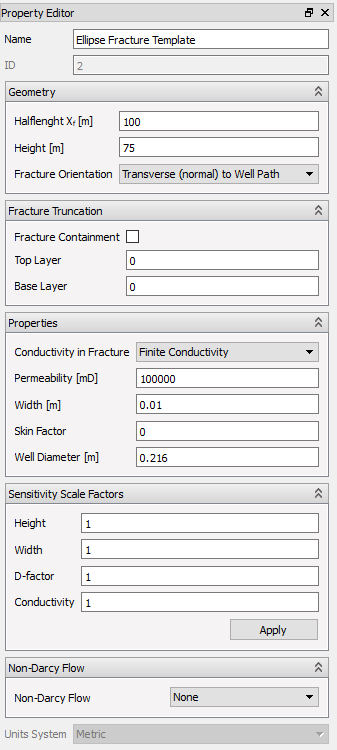 Property Editor
Name Ellipse Fracture Template
ID 2
Geometry
Halflenght Xf [m] 100
Height [m] 75
Fracture Orientation Transverse (normal) to Well Path
Fracture Truncation
Fracture Containment
Top Layer 0
Base Layer 0
Properties
Conductivity in Fracture Finite Conductivity
Permeability [mD] 100000
Width [m] 0.01
Skin Factor 0
Well Diameter [m] 0.216
Sensitivity Scale Factors
Height 1
Width 1
D-factor 1
Conductivity 1
Apply
Non-Darcy Flow
Non-Darcy Flow None
Units System Metric